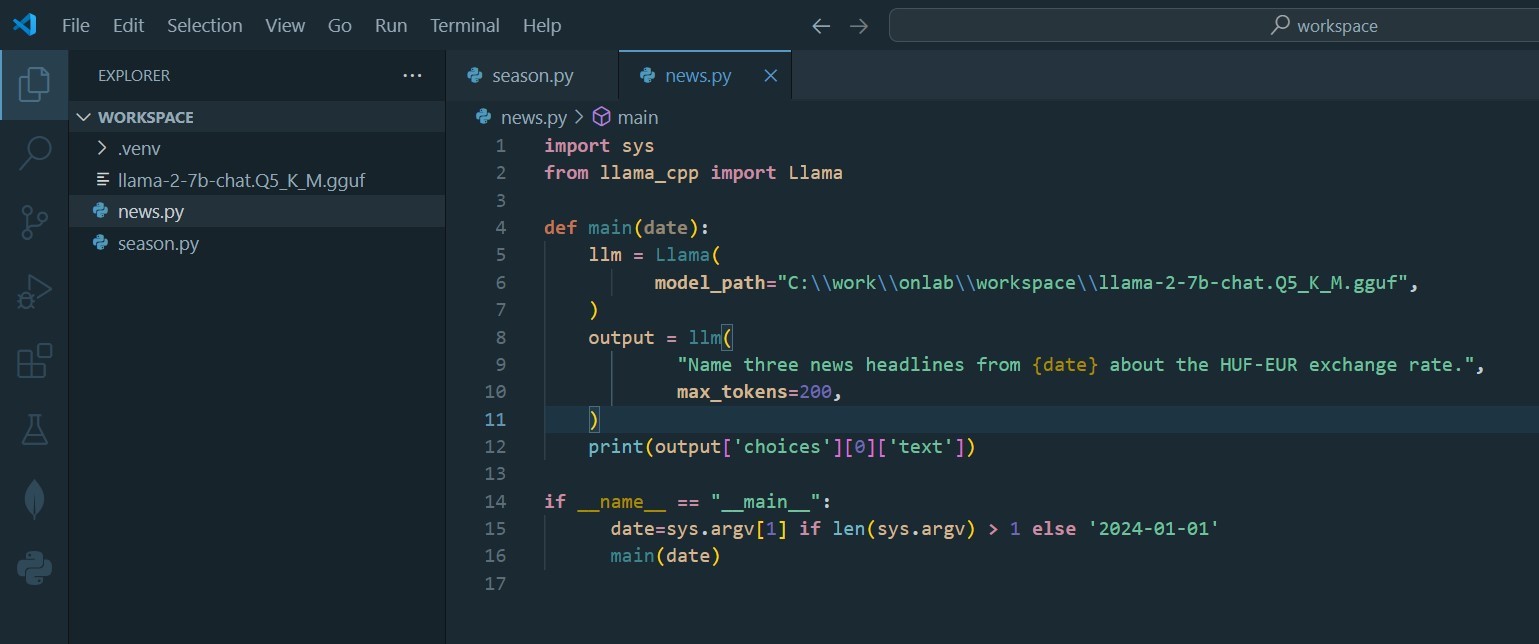 File Edit Selection View Go Run Terminal Help
workspace
EXPLORER
WORKSPACE
.venv
llama-2-7b-chat.Q5_K_M.gguf
news.py
season.py
season.py
news.py
news.py > main
1 import sys
2 from llama_cpp import Llama
3
4 def main(date):
5 llm = Llama(
6 model_path="C:\\work\\onlab\\workspace\\llama-2-7b-chat.Q5_K_M.gguf",
7 )
8 output = llm(
9 "Name three news headlines from {date} about the HUF-EUR exchange rate.",
10 max_tokens=200,
11 )
12 print(output['choices'][0]['text'])
13
14 if __name__ == "__main__":
15 date=sys.argv[1] if len(sys.argv) > 1 else '2024-01-01'
16 main(date)
17